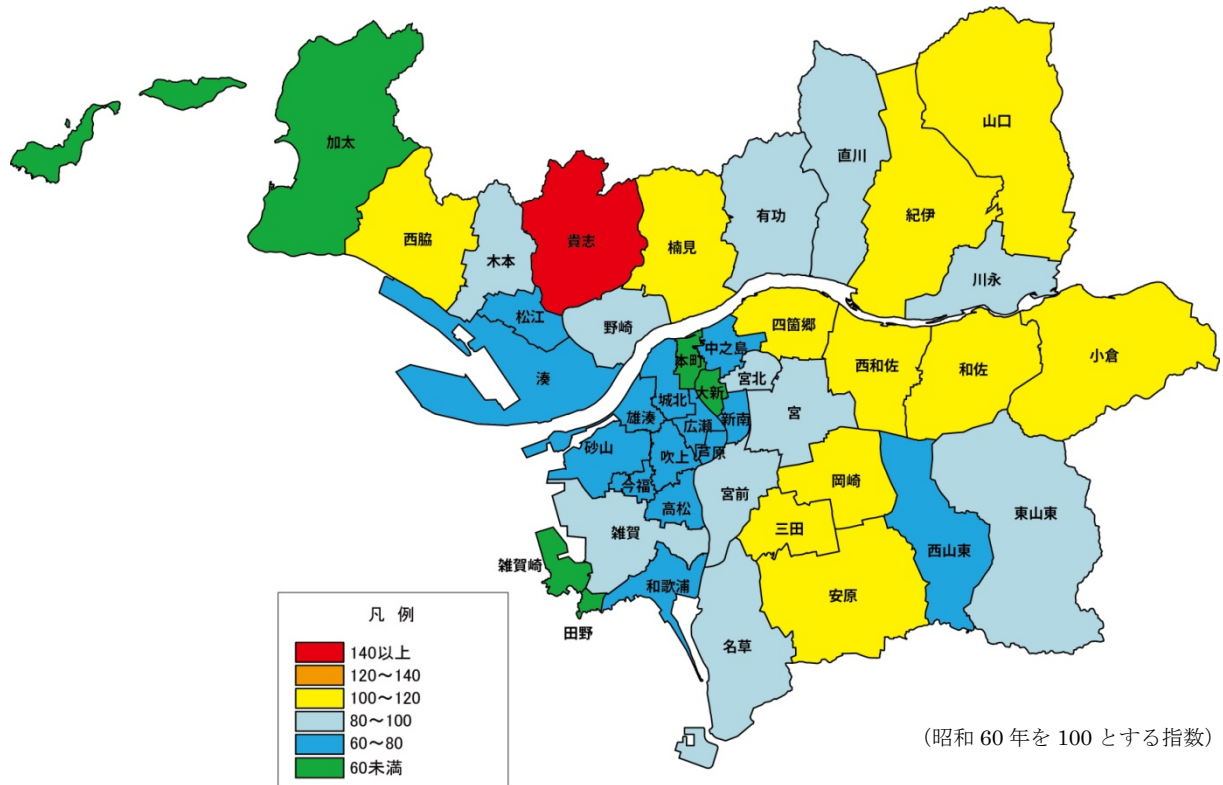 山口
加太
直川
有功
紀伊
西脇
貴志
楠見
木本
川永
松江
野崎
四箇郷
中之島
小倉
本町
西和佐
和佐
湊
宮北
大新
城北
宮
雄湊
広瀬
新南
砂山
吹上
芦原
今福
岡崎
宮前
高松
東山東
雑賀
三田
西山東
雑賀崎
和歌浦
安原
田野
名草
凡 例
140以上
120～140
100～120
80～100
60～80
60未満
(昭和 60 年を 100 とする指数)